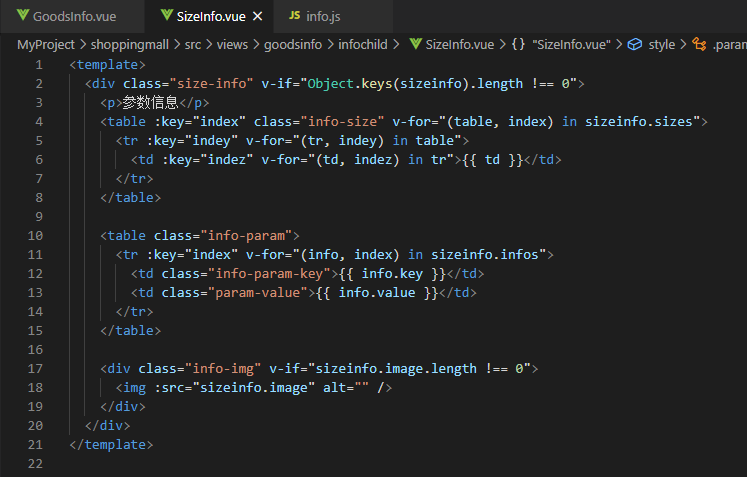 GoodsInfo.vue SizeInfo.vue × JS info.js
MyProject > shoppingmall > src > views > goodsinfo > infochild > SizeInfo.vue > {} "SizeInfo.vue" > style > .param
1 <template>
2 <div class="size-info" v-if="Object.keys(sizeinfo).length !== 0">
3 <p>参数信息</p>
4 <table :key="index" class="info-size" v-for="(table, index) in sizeinfo.sizes">
5 <tr :key="indey" v-for="(tr, indey) in table">
6 <td :key="indez" v-for="(td, indez) in tr">{{ td }}</td>
7 </tr>
8 </table>
9
10 <table class="info-param">
11 <tr :key="index" v-for="(info, index) in sizeinfo.infos">
12 <td class="info-param-key">{{ info.key }}</td>
13 <td class="param-value">{{ info.value }}</td>
14 </tr>
15 </table>
16
17 <div class="info-img" v-if="sizeinfo.image.length !== 0">
18 <img :src="sizeinfo.image" alt="" />
19 </div>
20 </div>
21 </template>
22